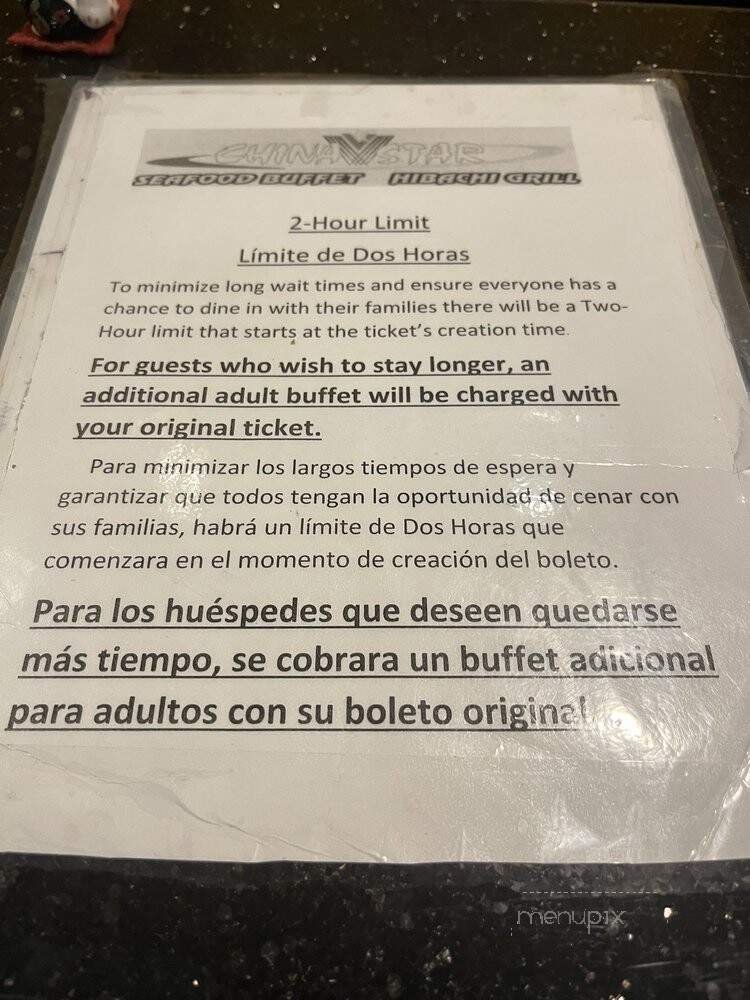 CHINA STAR
SEAFOOD BUFFET HIBACHI GRILL
2-Hour Limit
Límite de Dos Horas
To minimize long wait times and ensure everyone has a
chance to dine in with their families there will be a Two-
Hour limit that starts at the ticket's creation time.
For guests who wish to stay longer, an
additional adult buffet will be charged with
your original ticket.
Para minimizar los largos tiempos de espera y
garantizar que todos tengan la oportunidad de cenar con
sus familias, habrá un límite de Dos Horas que
comenzara en el momento de creación del boleto.
Para los huéspedes que deseen quedarse
más tiempo, se cobrara un buffet adicional
para adultos con su boleto original.
menupix